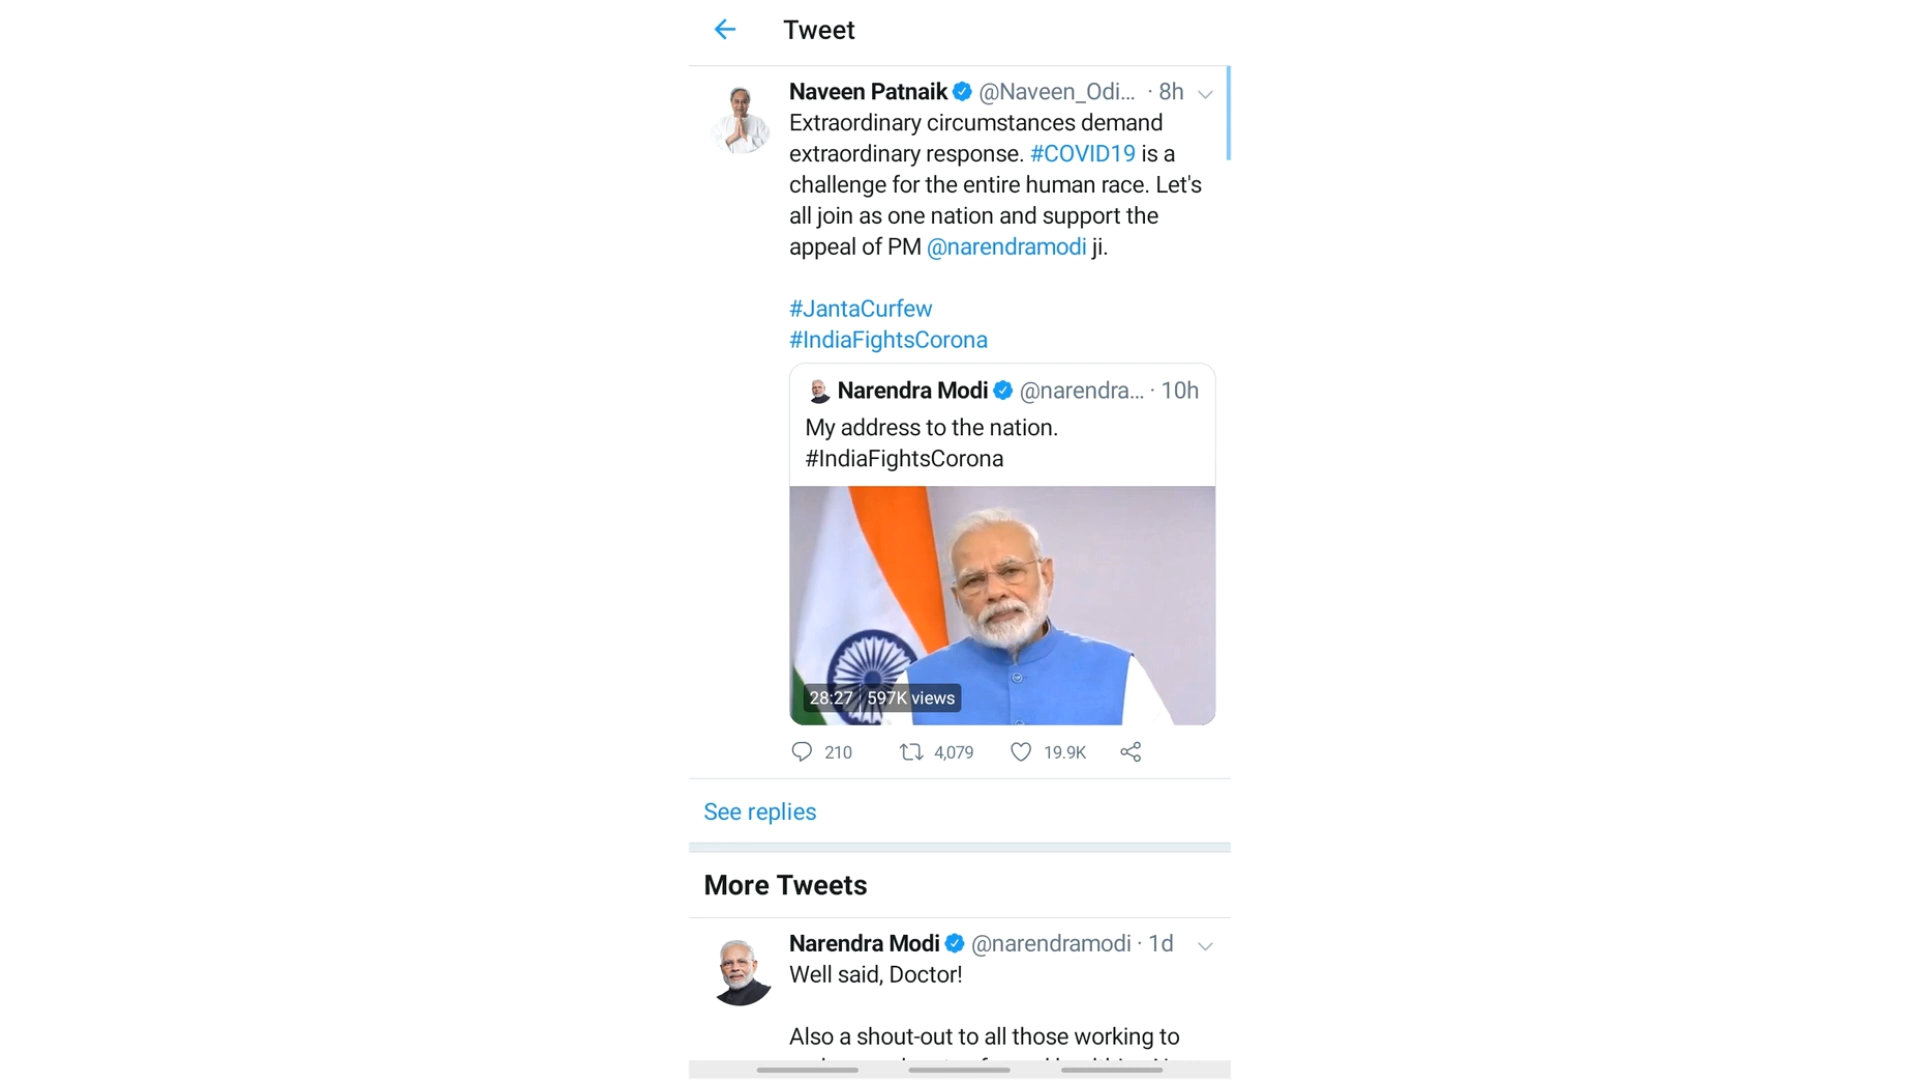 Tweet
Naveen Patnaik @Naveen_Odi... · 8h
Extraordinary circumstances demand
extraordinary response. #COVID19 is a
challenge for the entire human race. Let's
all join as one nation and support the
appeal of PM @narendramodi ji.
#JantaCurfew
#IndiaFightsCorona
Narendra Modi @narendra... · 10h
My address to the nation.
#IndiaFightsCorona
28:27 | 597K views
210 4,079 19.9K
See replies
More Tweets
Narendra Modi @narendramodi · 1d
Well said, Doctor!
Also a shout-out to all those working to